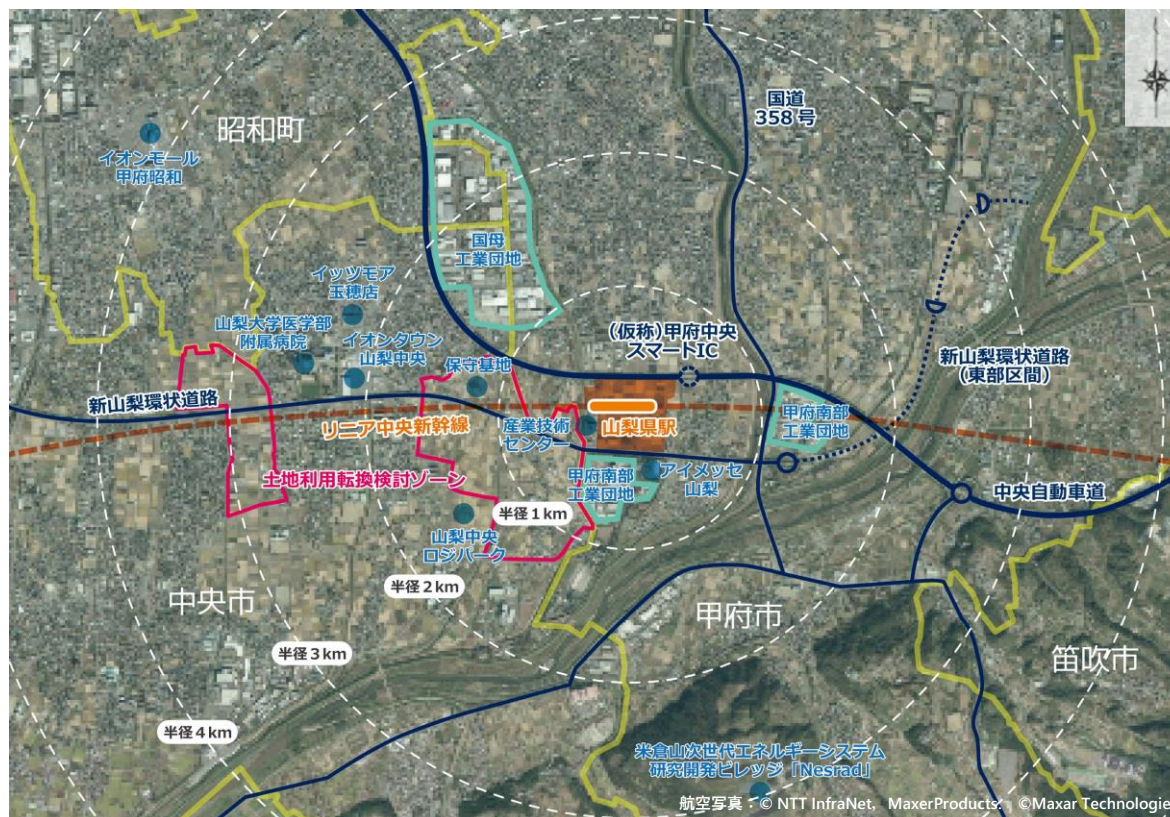 国道
358号
昭和町
イオンモール
甲府昭和
国母
工業団地
イッツモア
玉穂店
山梨大学医学部
附属病院
イオンタウン
山梨中央
保守基地
(仮称)甲府中央
スマートIC
新山梨環状道路
(東部区間)
新山梨環状道路
リニア中央新幹線
産業技術
センター
山梨県駅
甲府南部
工業団地
土地利用転換検討ゾーン
甲府南部
工業団地
アイメッセ
山梨
中央自動車道
半径1km
山梨中央
ロジパーク
半径2km
中央市
甲府市
半径3km
笛吹市
半径4km
米倉山次世代エネルギーシステム
研究開発ビレッジ「Nesrad」
航空写真:© NTT InfraNet, MaxerProducts. ©Maxar Technologie